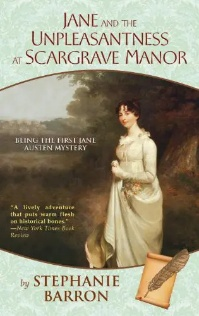 JANE AND THE
UNPLEASANTNESS
AT SCARGRAVE MANOR
BEING THE FIRST JANE
AUSTEN MYSTERY
"A lively adventure
that puts warm flesh
on historical bones."
—New York Times Book
Review
by STEPHANIE
BARRON